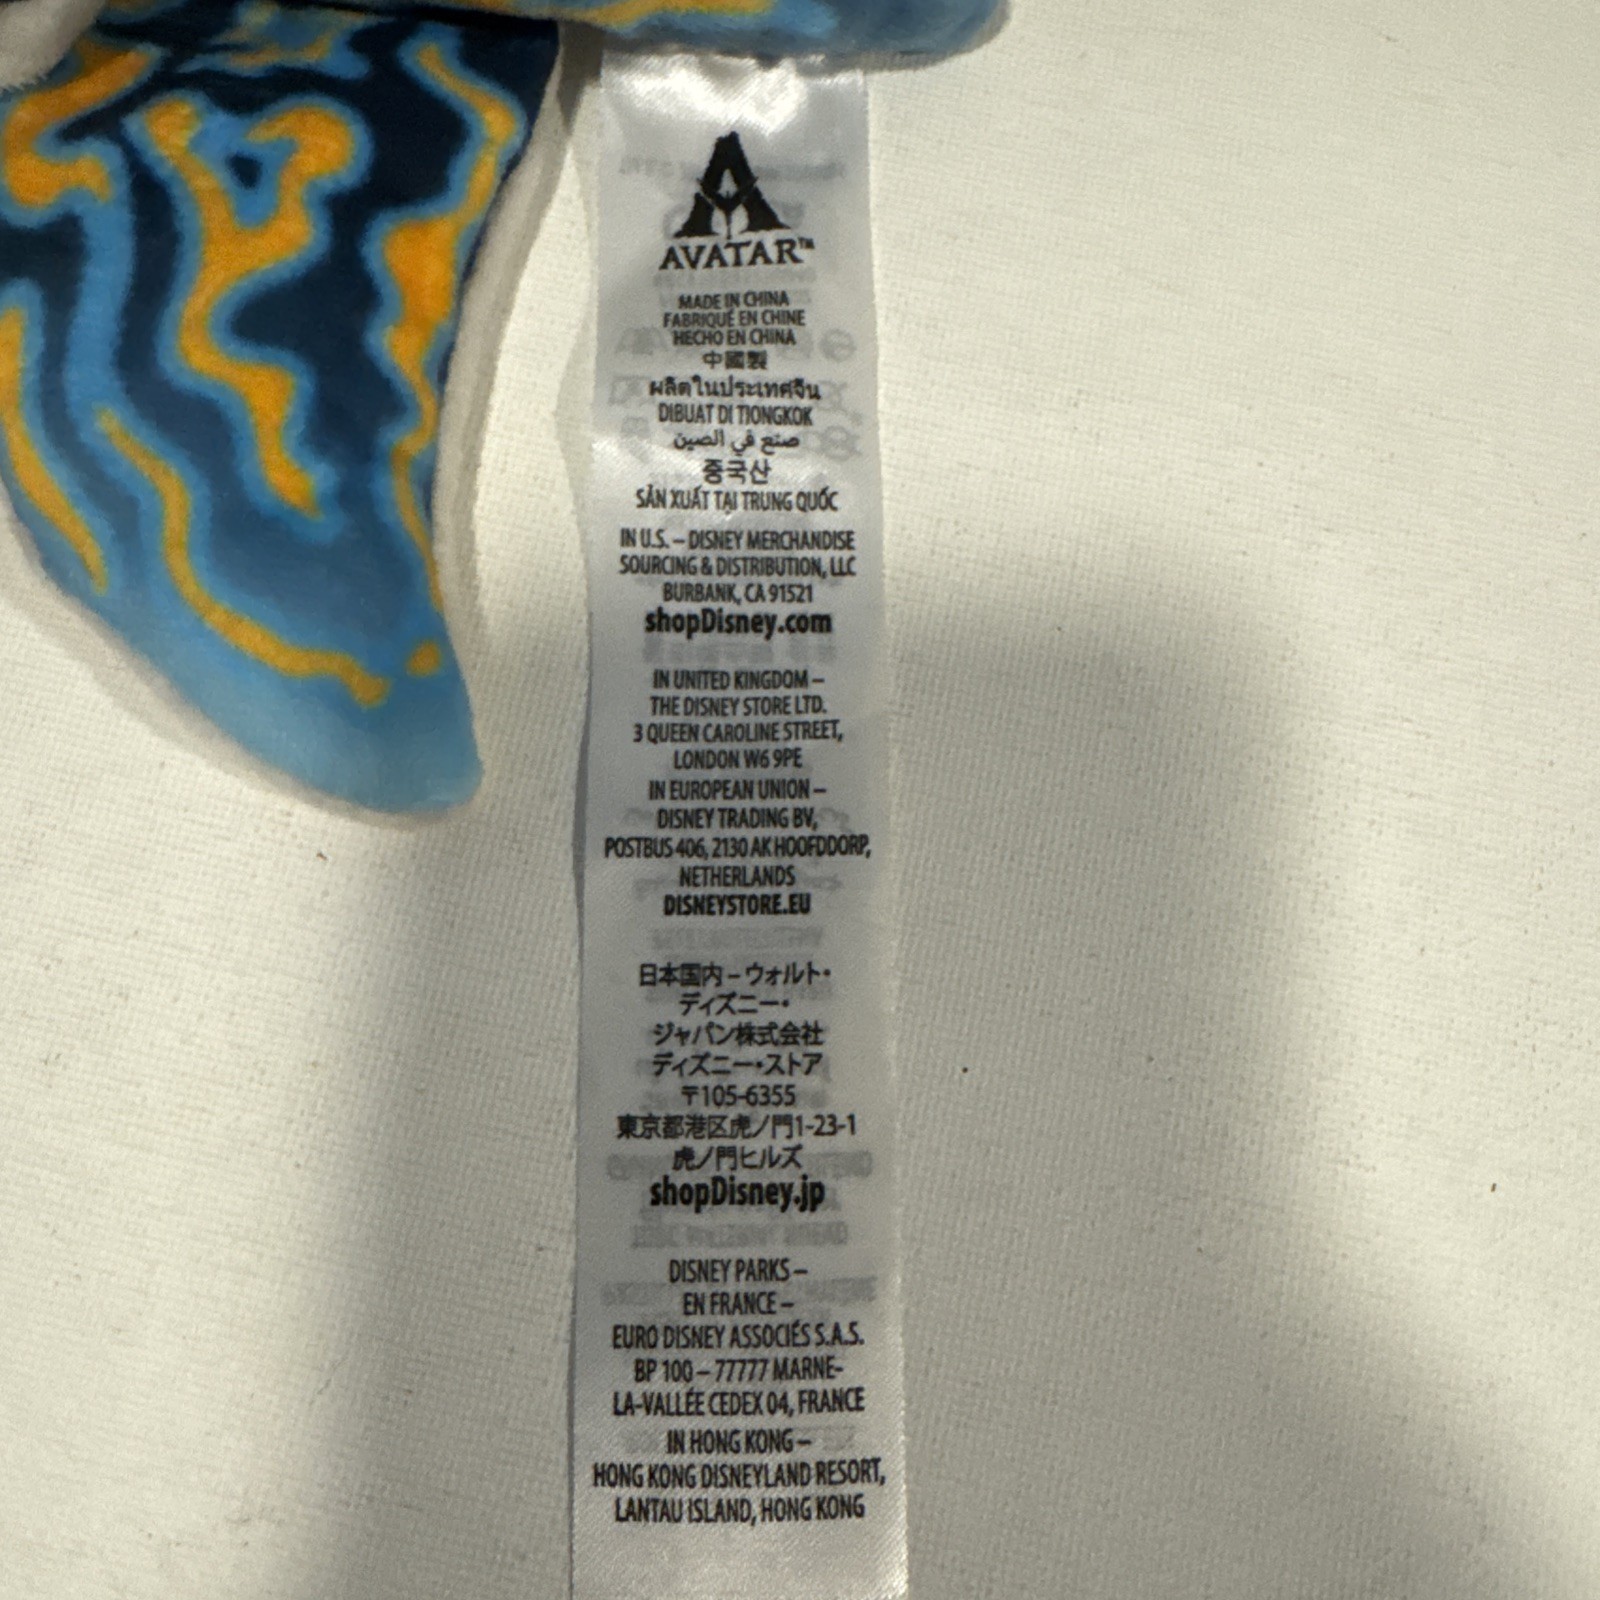 AVATAR™
MADE IN CHINA
FABRIQUÉ EN CHINE
HECHO EN CHINA
中國製
ผลิตในประเทศจีน
DIBUAT DI TIONGKOK
صنع في الصين
중국산
SẢN XUẤT TẠI TRUNG QUỐC
IN U.S. – DISNEY MERCHANDISE
SOURCING & DISTRIBUTION, LLC
BURBANK, CA 91521
shopDisney.com
IN UNITED KINGDOM –
THE DISNEY STORE LTD.
3 QUEEN CAROLINE STREET,
LONDON W6 9PE
IN EUROPEAN UNION –
DISNEY TRADING BV,
POSTBUS 406, 2130 AK HOOFDDORP,
NETHERLANDS
DISNEYSTORE.EU
日本国内 – ウォルト・
ディズニー・
ジャパン株式会社
ディズニー・ストア
〒105-6355
東京都港区虎ノ門1-23-1
虎ノ門ヒルズ
shopDisney.jp
DISNEY PARKS –
EN FRANCE –
EURO DISNEY ASSOCIÉS S.A.S.
BP 100 – 77777 MARNE-
LA-VALLÉE CEDEX 04, FRANCE
IN HONG KONG –
HONG KONG DISNEYLAND RESORT,
LANTAU ISLAND, HONG KONG